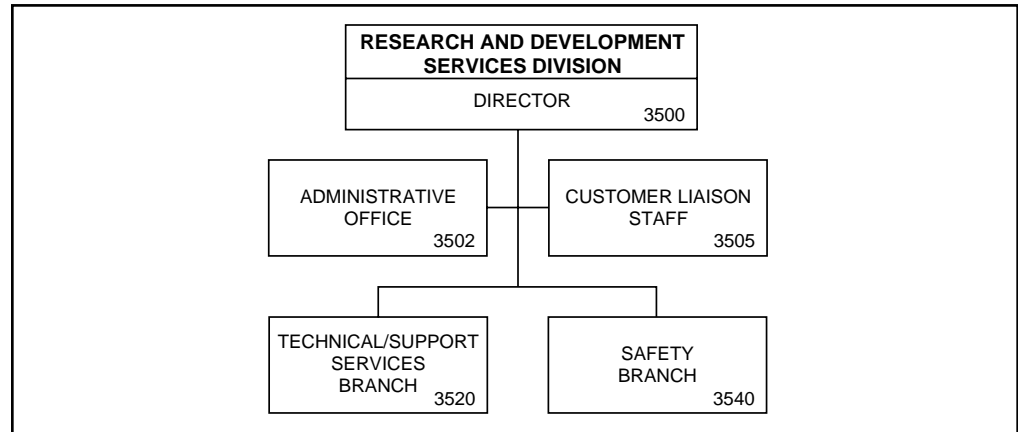 RESEARCH AND DEVELOPMENT
SERVICES DIVISION
DIRECTOR
3500
ADMINISTRATIVE
OFFICE
3502
CUSTOMER LIAISON
STAFF
3505
TECHNICAL/SUPPORT
SERVICES
BRANCH
3520
SAFETY
BRANCH
3540